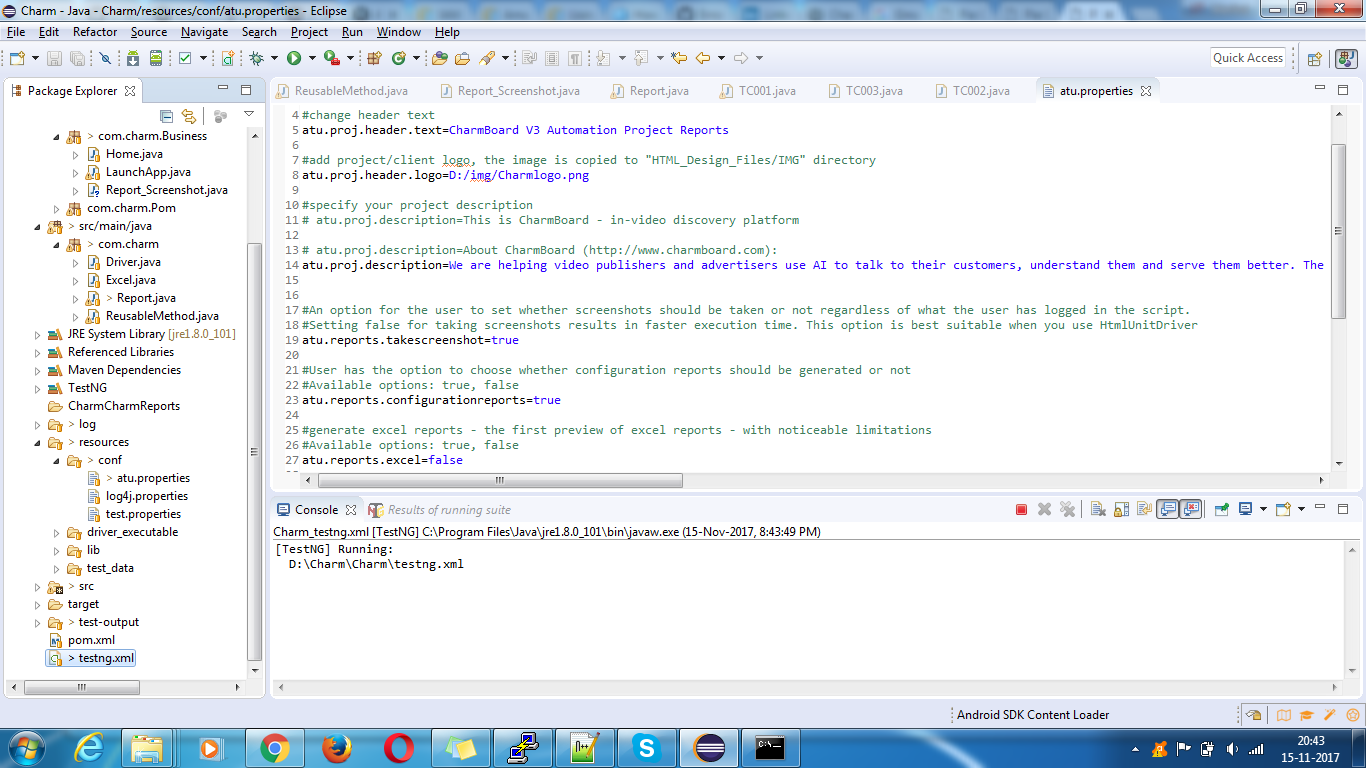 Charm - Java - Charm/resources/conf/atu.properties - Eclipse
File Edit Refactor Source Navigate Search Project Run Window Help
Quick Access
Package Explorer
ReusableMethod.java Report_Screenshot.java Report.java TC001.java TC003.java TC002.java atu.properties
> com.charm.Business
Home.java
LaunchApp.java
Report_Screenshot.java
com.charm.Pom
> src/main/java
> com.charm
Driver.java
Excel.java
> Report.java
ReusableMethod.java
JRE System Library [jre1.8.0_101]
Referenced Libraries
Maven Dependencies
TestNG
CharmCharmReports
> log
> resources
> conf
> atu.properties
log4j.properties
test.properties
driver_executable
lib
test_data
> src
target
> test-output
pom.xml
> testng.xml
4 #change header text
5 atu.proj.header.text=CharmBoard V3 Automation Project Reports
6
7 #add project/client logo, the image is copied to "HTML_Design_Files/IMG" directory
8 atu.proj.header.logo=D:/img/Charmlogo.png
9
10 #specify your project description
11 # atu.proj.description=This is CharmBoard - in-video discovery platform
12
13 # atu.proj.description=About CharmBoard (http://www.charmboard.com):
14 atu.proj.description=We are helping video publishers and advertisers use AI to talk to their customers, understand them and serve them better. The
15
16
17 #An option for the user to set whether screenshots should be taken or not regardless of what the user has logged in the script.
18 #Setting false for taking screenshots results in faster execution time. This option is best suitable when you use HtmlUnitDriver
19 atu.reports.takescreenshot=true
20
21 #User has the option to choose whether configuration reports should be generated or not
22 #Available options: true, false
23 atu.reports.configurationreports=true
24
25 #generate excel reports - the first preview of excel reports - with noticeable limitations
26 #Available options: true, false
27 atu.reports.excel=false
Console Results of running suite
Charm_testng.xml [TestNG] C:\Program Files\Java\jre1.8.0_101\bin\javaw.exe (15-Nov-2017, 8:43:49 PM)
[TestNG] Running:
D:\Charm\Charm\testng.xml
Android SDK Content Loader
20:43
15-11-2017